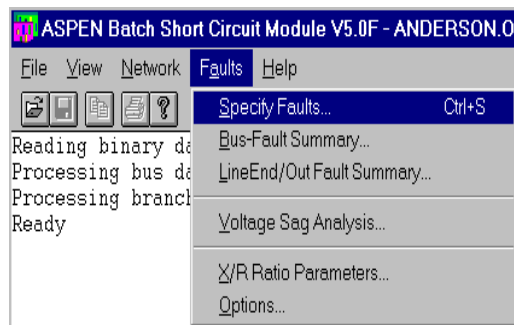 ASPEN Batch Short Circuit Module V5.0F - ANDERSON.O
File View Network Faults Help
Specify Faults... Ctrl+S
Reading binary da
Bus-Fault Summary...
Processing bus da
LineEnd/Out Fault Summary...
Processing branch
Ready
Voltage Sag Analysis...
X/R Ratio Parameters...
Options...